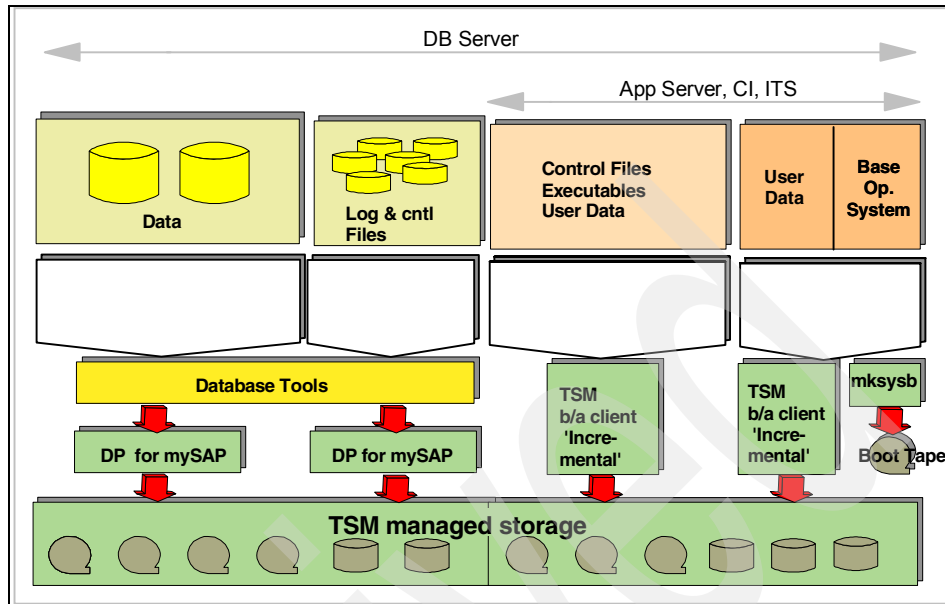 DB Server
App Server, CI, ITS
Data
Log & cntl
Files
Control Files
Executables
User Data
User
Data
Base
Op.
System
Database Tools
DP for mySAP
DP for mySAP
TSM
b/a client
'Incre-
mental'
TSM
b/a client
'Incre-
mental'
mksysb
Boot Tape
TSM managed storage